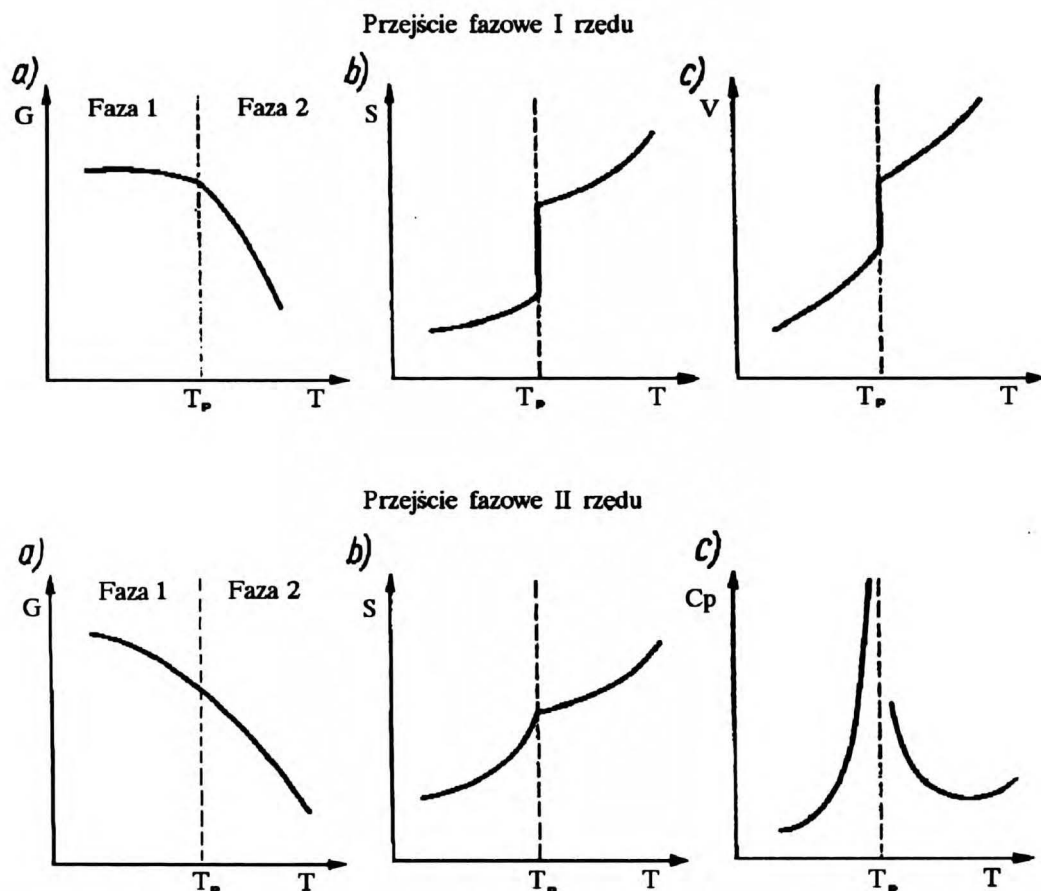 Przejście fazowe I rzędu
a)
G
Faza 1
Faza 2
Tp
T
b)
S
Tp
T
c)
V
Tp
T
Przejście fazowe II rzędu
a)
G
Faza 1
Faza 2
Tp
T
b)
S
Tp
T
c)
Cp
Tp
T